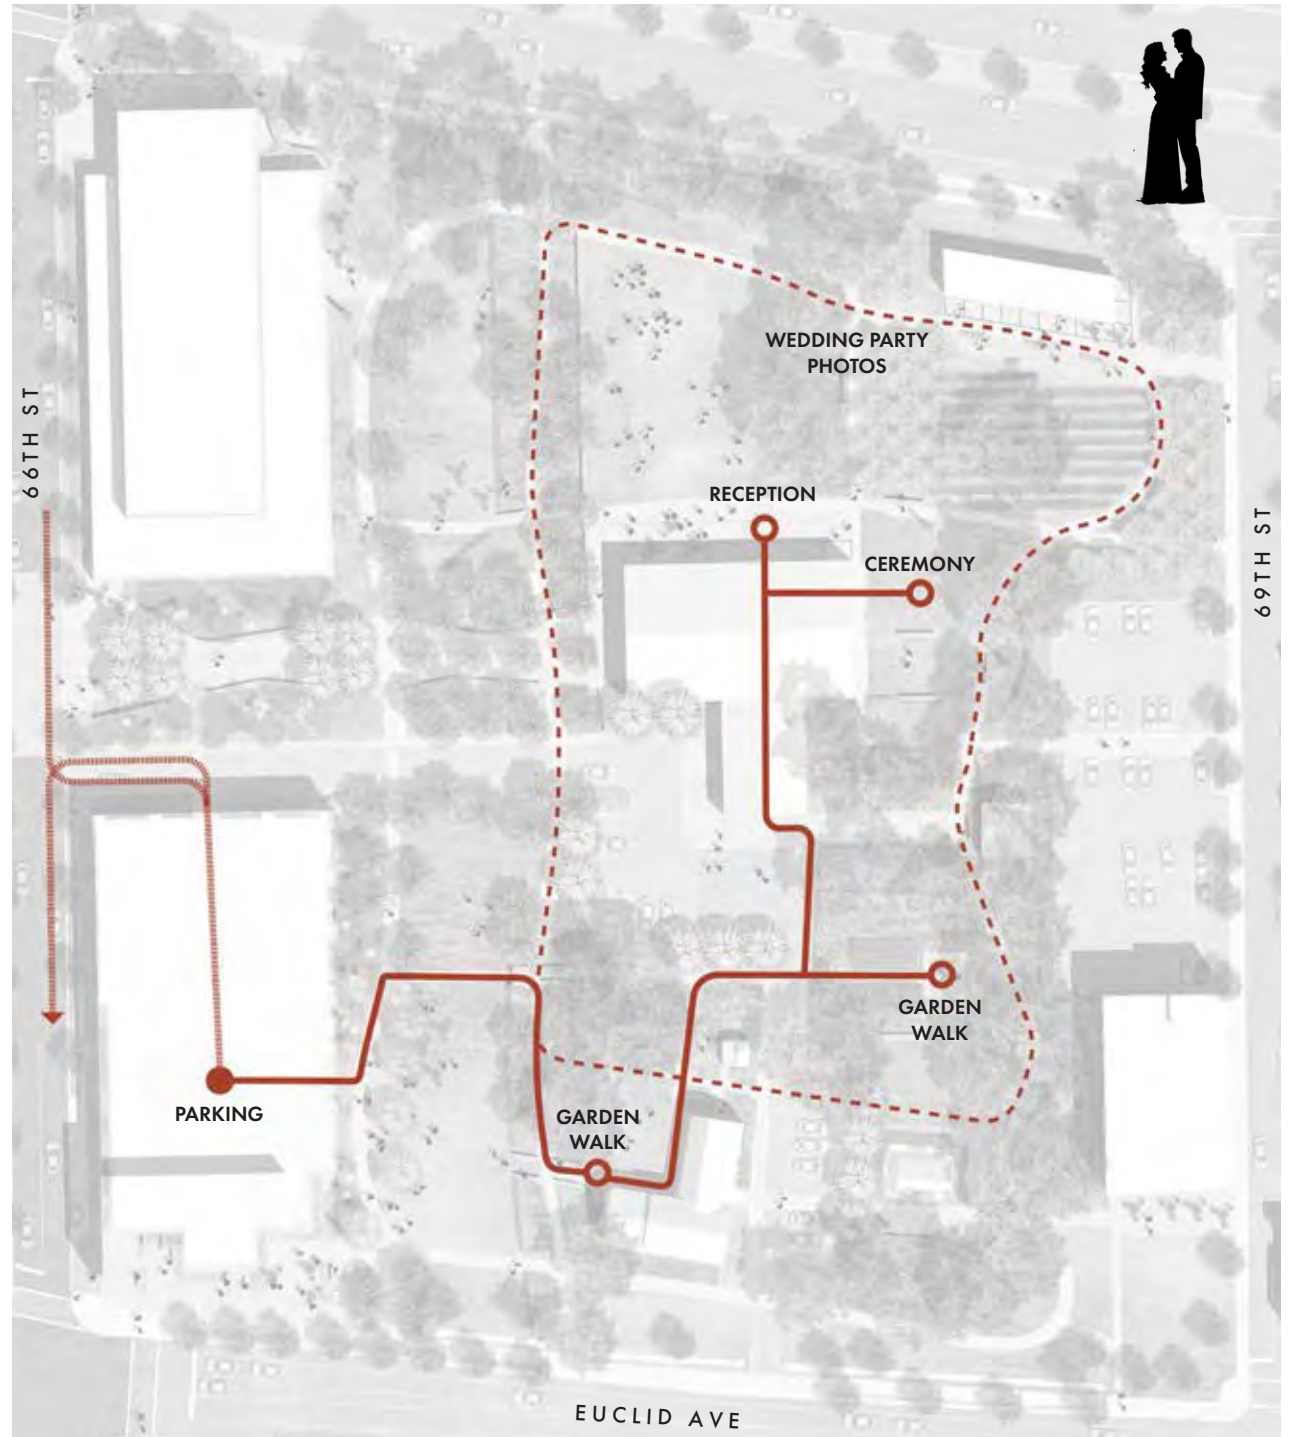 WEDDING PARTY
PHOTOS
66TH ST
RECEPTION
CEREMONY
69TH ST
GARDEN
WALK
PARKING
GARDEN
WALK
EUCLID AVE